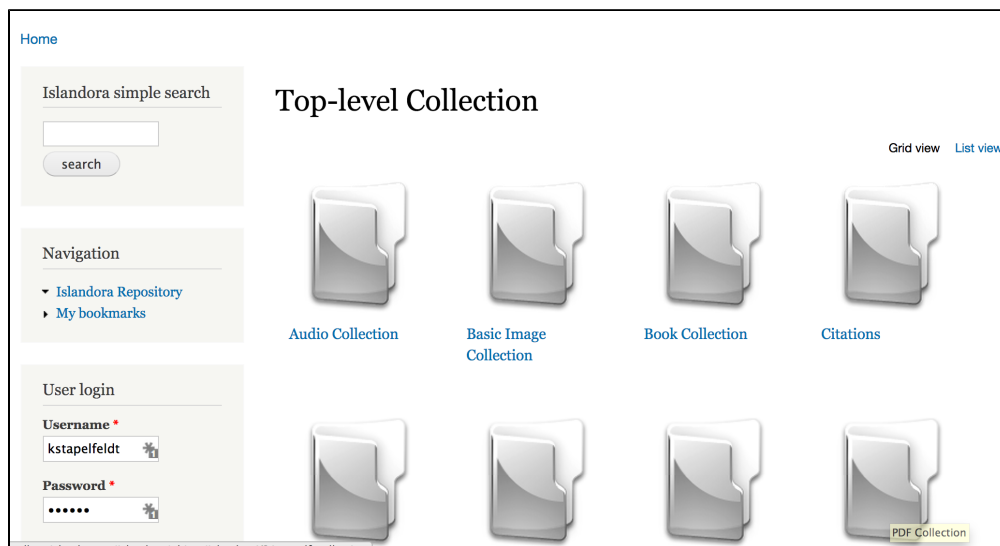 Home
Islandora simple search
search
Navigation
Islandora Repository
My bookmarks
User login
Username *
kstapelfeldt
Password *
••••••
Top-level Collection
Grid view List view
Audio Collection
Basic Image
Collection
Book Collection
Citations
PDF Collection